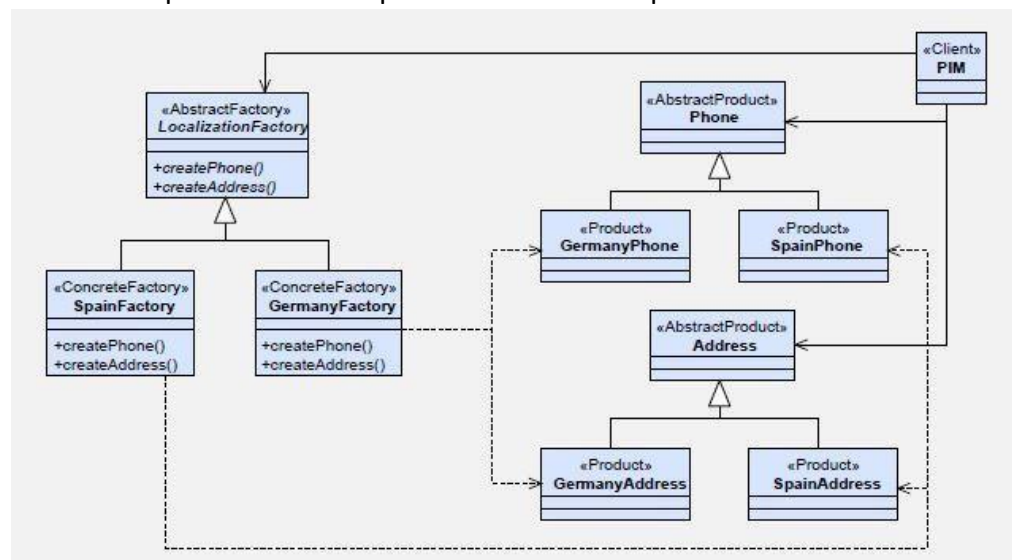 «Client»
PIM
«AbstractFactory»
LocalizationFactory
+createPhone()
+createAddress()
«AbstractProduct»
Phone
«Product»
GermanyPhone
«Product»
SpainPhone
«ConcreteFactory»
SpainFactory
+createPhone()
+createAddress()
«ConcreteFactory»
GermanyFactory
+createPhone()
+createAddress()
«AbstractProduct»
Address
«Product»
GermanyAddress
«Product»
SpainAddress